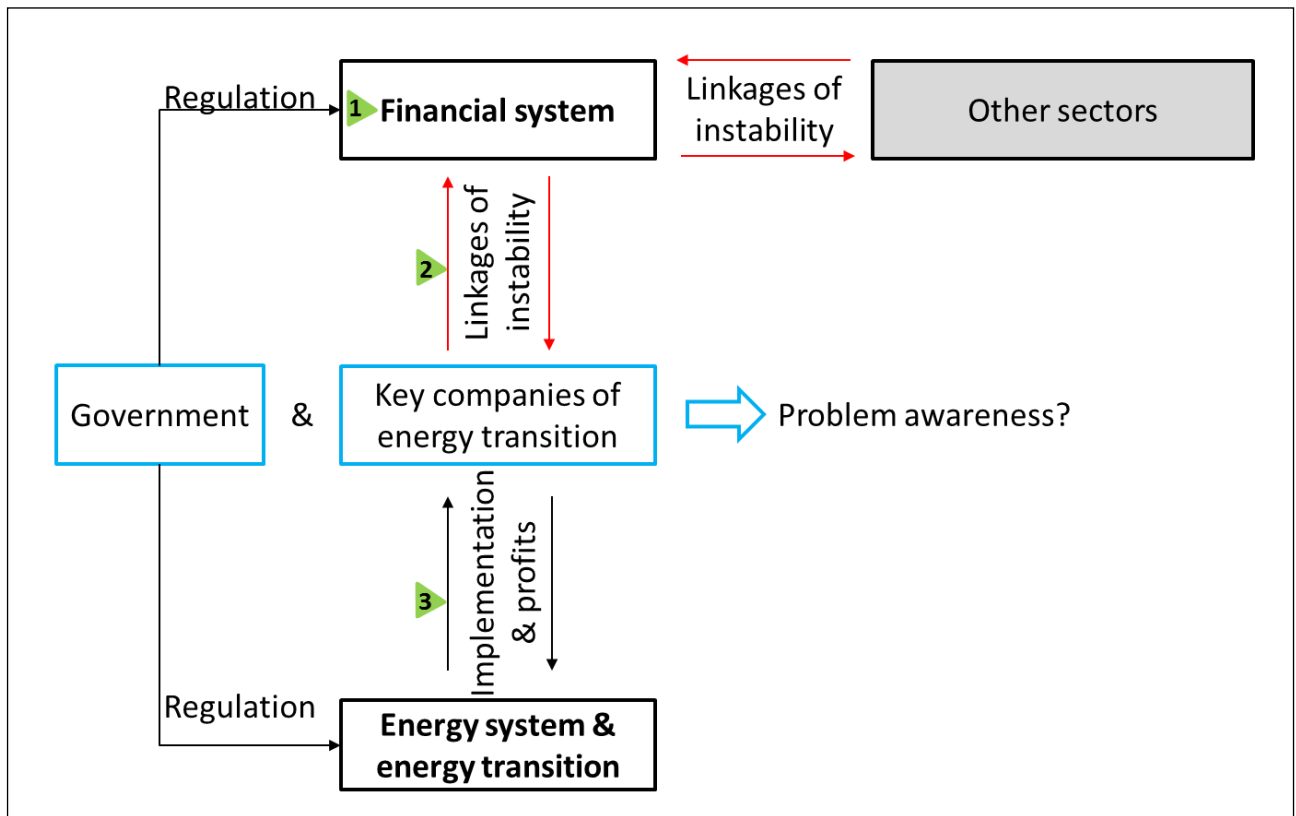 Regulation
1
Financial system
Linkages of
instability
Other sectors
2
Linkages of
instability
Government
&
Key companies of
energy transition
Problem awareness?
3
Implementation
& profits
Regulation
Energy system &
energy transition